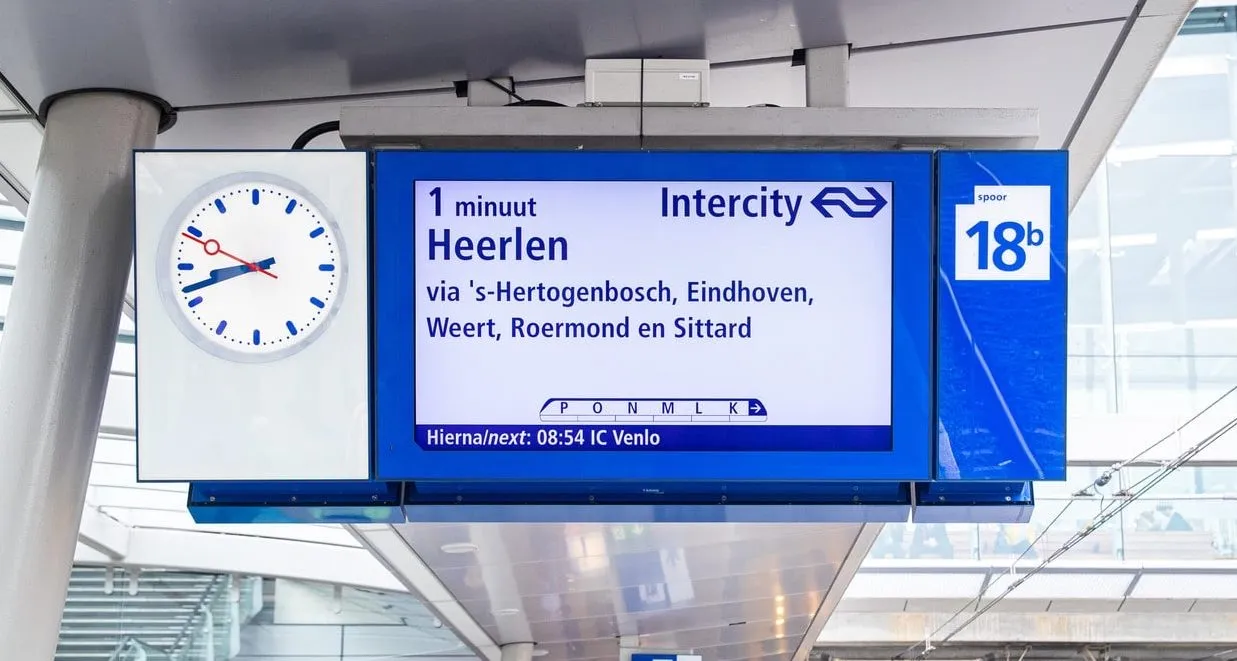 1 minuut Intercity
Heerlen
via 's-Hertogenbosch, Eindhoven,
Weert, Roermond en Sittard
P O N M L K
Hierna/next: 08:54 IC Venlo
spoor
18b